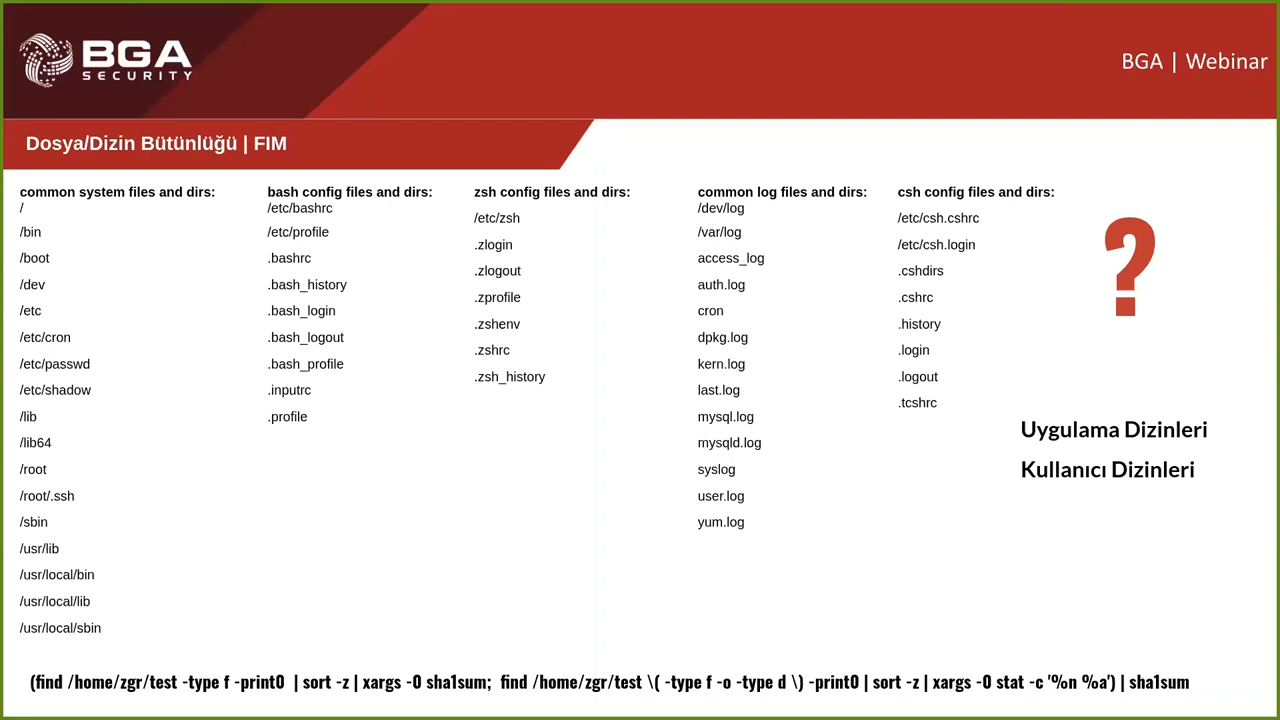 BGA
SECURITY
BGA | Webinar
Dosya/Dizin Bütünlüğü | FIM
common system files and dirs:
/
/bin
/boot
/dev
/etc
/etc/cron
/etc/passwd
/etc/shadow
/lib
/lib64
/root
/root/.ssh
/sbin
/usr/lib
/usr/local/bin
/usr/local/lib
/usr/local/sbin
bash config files and dirs:
/etc/bashrc
/etc/profile
.bashrc
.bash_history
.bash_login
.bash_logout
.bash_profile
.inputrc
.profile
zsh config files and dirs:
/etc/zsh
.zlogin
.zlogout
.zprofile
.zshenv
.zshrc
.zsh_history
common log files and dirs:
/dev/log
/var/log
access_log
auth.log
cron
dpkg.log
kern.log
last.log
mysql.log
mysqld.log
syslog
user.log
yum.log
csh config files and dirs:
/etc/csh.cshrc
/etc/csh.login
.cshdirs
.cshrc
.history
.login
.logout
.tcshrc
?
Uygulama Dizinleri
Kullanıcı Dizinleri
(find /home/zgr/test -type f -print0 | sort -z | xargs -0 sha1sum; find /home/zgr/test \( -type f -o -type d \) -print0 | sort -z | xargs -0 stat -c '%n %a') | sha1sum